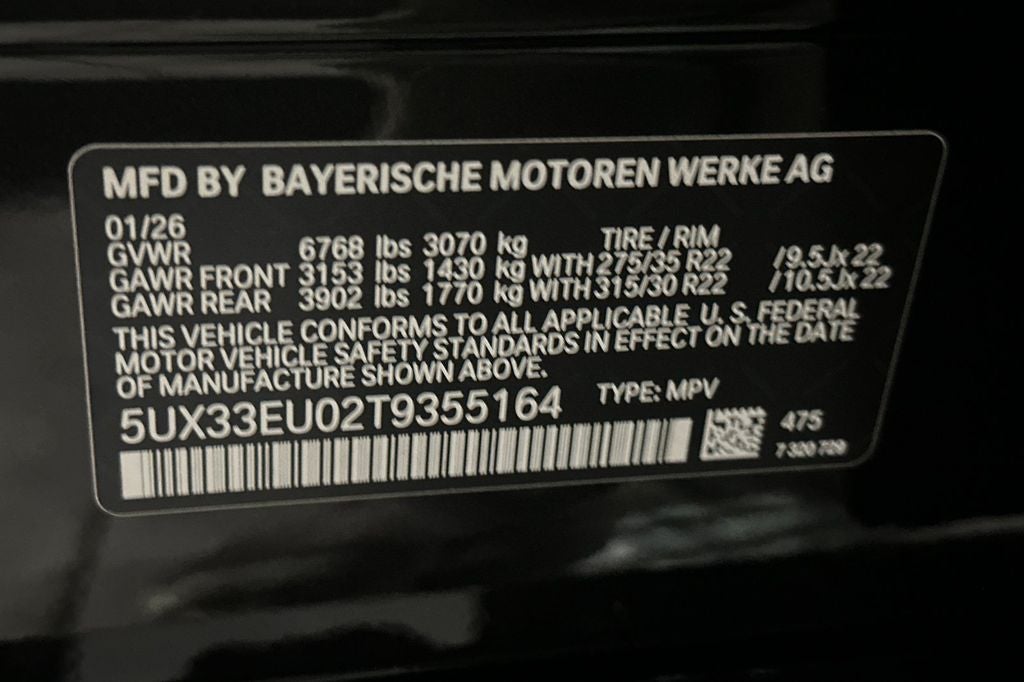 MFD BY BAYERISCHE MOTOREN WERKE AG
01/26 TIRE / RIM
GVWR 6768 lbs 3070 kg
GAWR FRONT 3153 lbs 1430 kg WITH 275/35 R22 /9.5Jx22
GAWR REAR 3902 lbs 1770 kg WITH 315/30 R22 /10.5Jx22
THIS VEHICLE CONFORMS TO ALL APPLICABLE U. S. FEDERAL
MOTOR VEHICLE SAFETY STANDARDS IN EFFECT ON THE DATE
OF MANUFACTURE SHOWN ABOVE.
5UX33EU02T9355164 TYPE: MPV
475
7 320 729